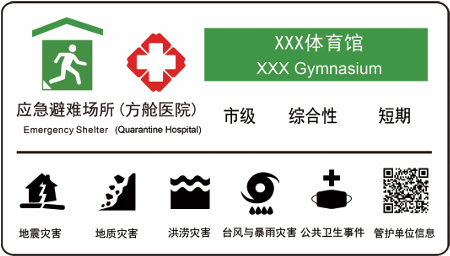 XXX体育馆
XXX Gymnasium
应急避难场所(方舱医院)
Emergency Shelter (Quarantine Hospital)
市级 综合性 短期
地震灾害 地质灾害 洪涝灾害 台风与暴雨灾害 公共卫生事件 管护单位信息